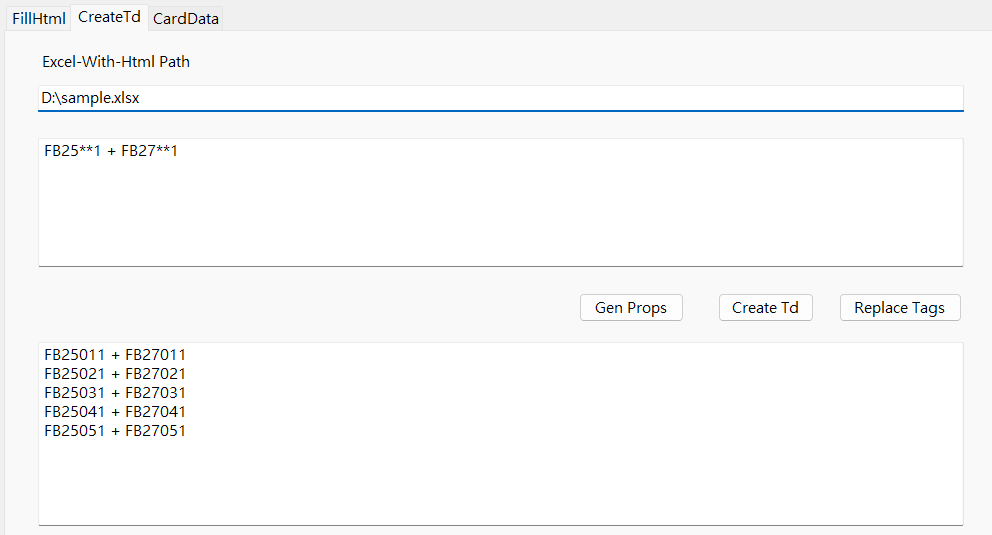 FillHtml CreateTd CardData
Excel-With-Html Path
D:\sample.xlsx
FB25**1 + FB27**1
Gen Props Create Td Replace Tags
FB25011 + FB27011
FB25021 + FB27021
FB25031 + FB27031
FB25041 + FB27041
FB25051 + FB27051